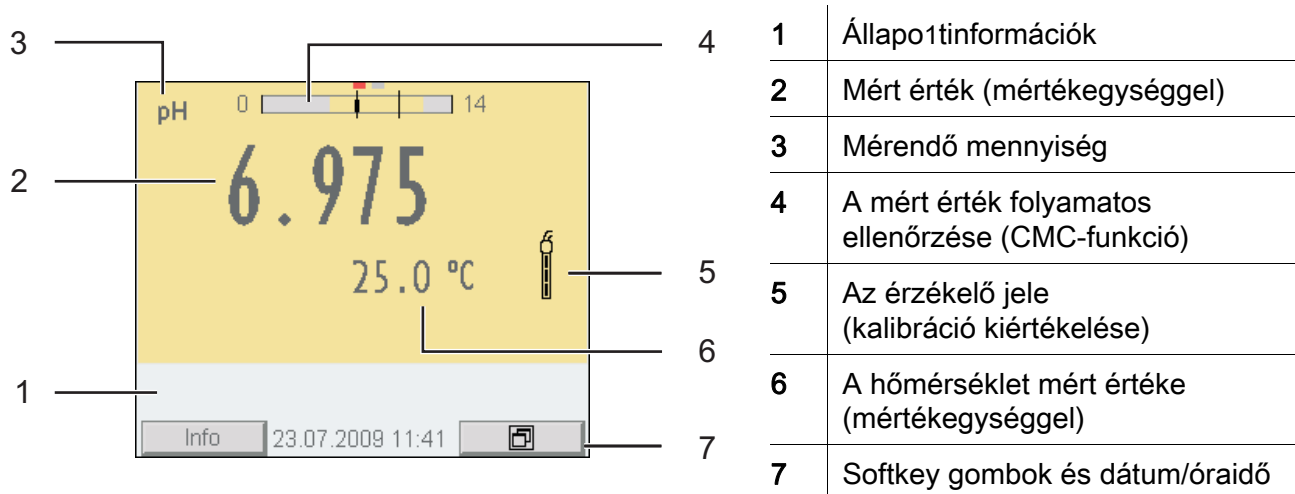 3
4
pH
0
14
2
6.975
25.0 °C
5
6
1
Info
23.07.2009 11:41
7
1 Állapo1tinformációk
2 Mért érték (mértékegységgel)
3 Mérendő mennyiség
4 A mért érték folyamatos
ellenőrzése (CMC-funkció)
5 Az érzékelő jele
(kalibráció kiértékelése)
6 A hőmérséklet mért értéke
(mértékegységgel)
7 Softkey gombok és dátum/óraidő